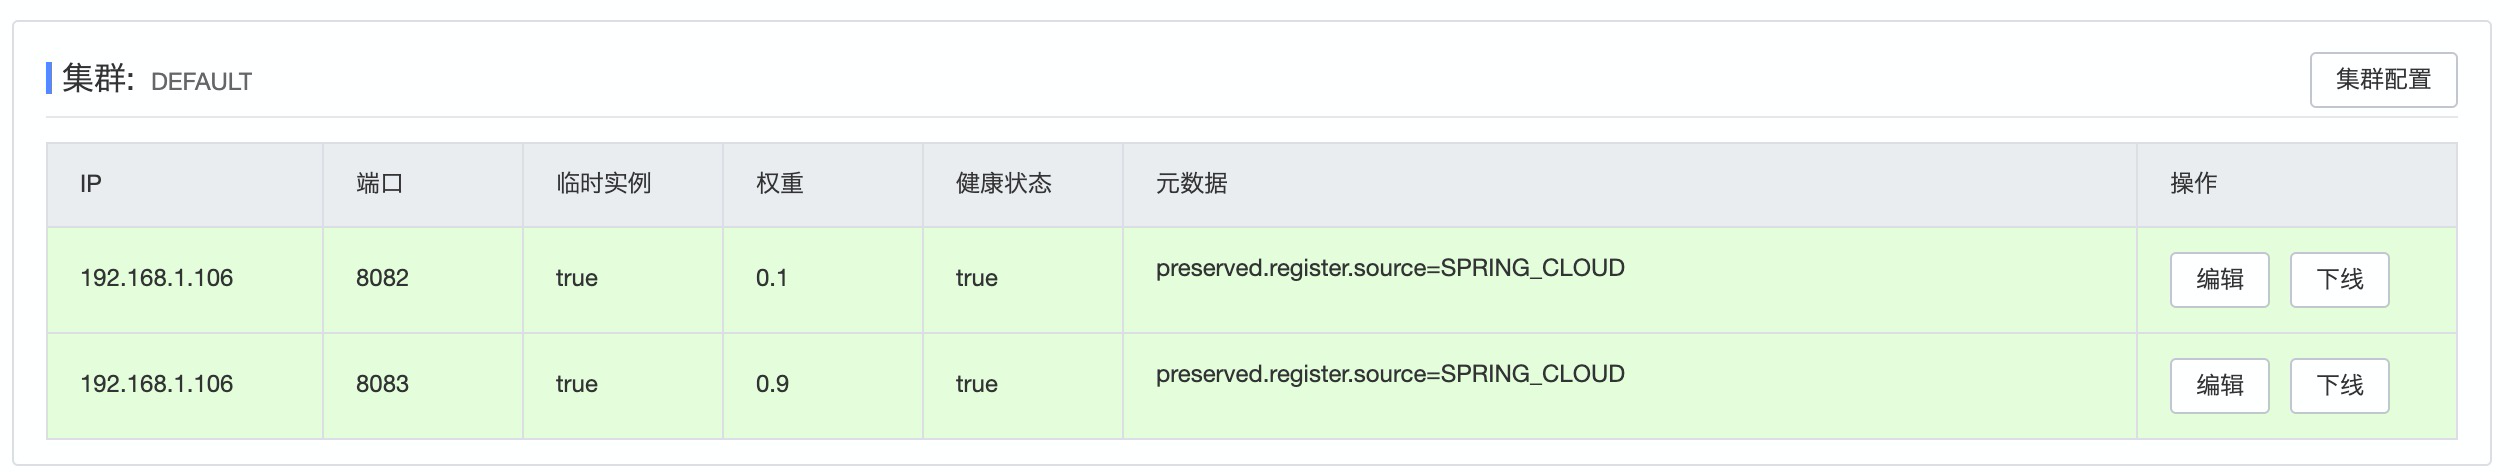 集群: DEFAULT 集群配置
IP 端口 临时实例 权重 健康状态 元数据 操作
192.168.1.106 8082 true 0.1 true preserved.register.source=SPRING_CLOUD 编辑 下线
192.168.1.106 8083 true 0.9 true preserved.register.source=SPRING_CLOUD 编辑 下线